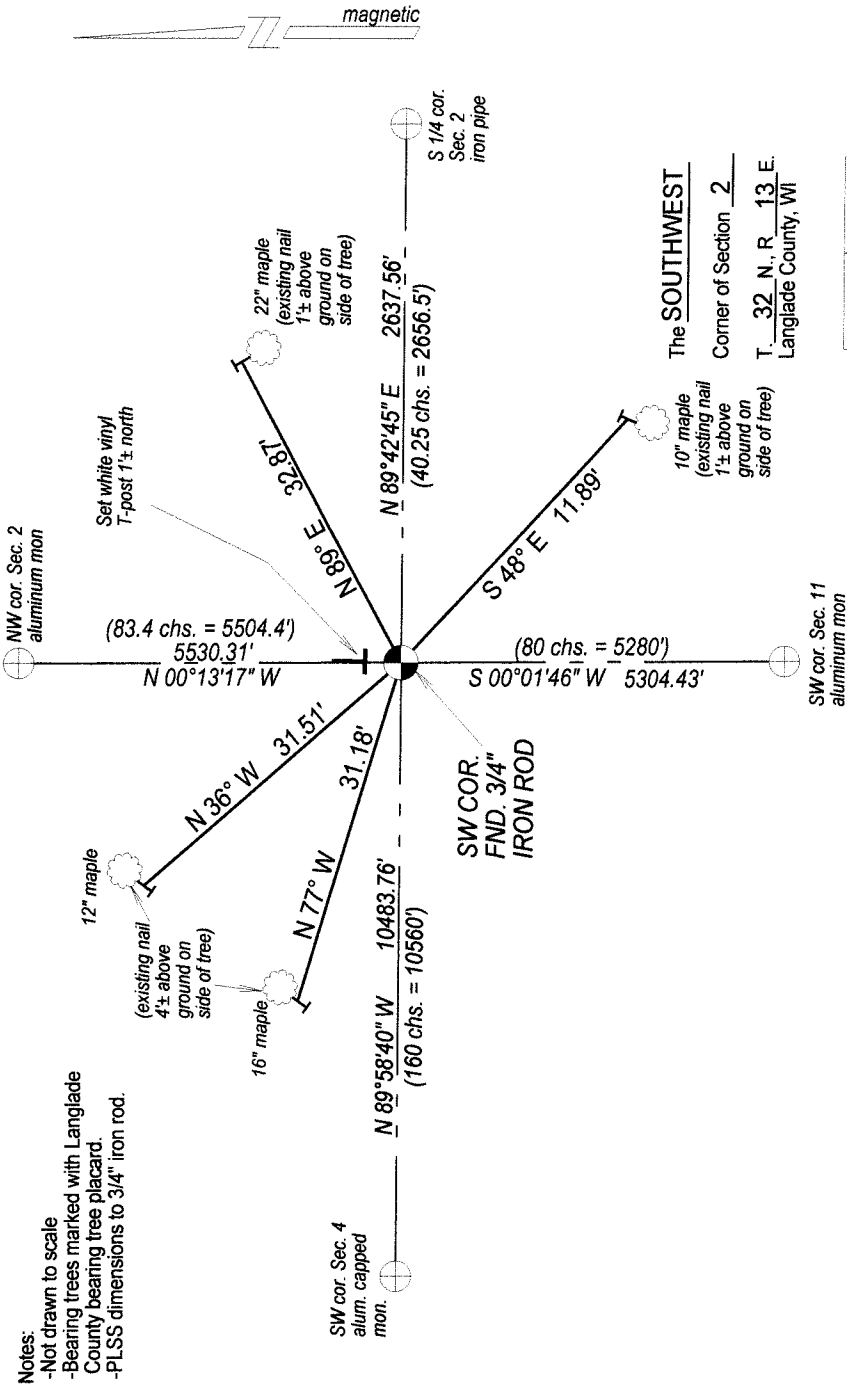 Notes:
-Not drawn to scale
-Bearing trees marked with Langlade
County bearing tree placard.
-PLSS dimensions to 3/4" iron rod.
magnetic
NW cor. Sec. 2
aluminum mon
(83.4 chs. = 5504.4')
5530.31'
N 00°13'17" W
Set white vinyl
T-post 1'± north
12" maple
(existing nail
4'± above
ground on
side of tree)
16" maple
N 36° W 31.51'
N 77° W 31.18'
22" maple
(existing nail
1'± above
ground on
side of tree)
N 89° E 32.87'
SW cor. Sec. 4
alum. capped
mon.
N 89°58'40" W 10483.76'
(160 chs. = 10560')
N 89°42'45" E 2637.56'
(40.25 chs. = 2656.5')
S 1/4 cor.
Sec. 2
iron pipe
SW COR.
FND. 3/4"
IRON ROD
S 48° E 11.89'
10" maple
(existing nail
1'± above
ground on
side of tree)
(80 chs. = 5280')
S 00°01'46" W 5304.43'
SW cor. Sec. 11
aluminum mon
The SOUTHWEST
Corner of Section 2
T. 32 N., R 13 E.
Langlade County, WI